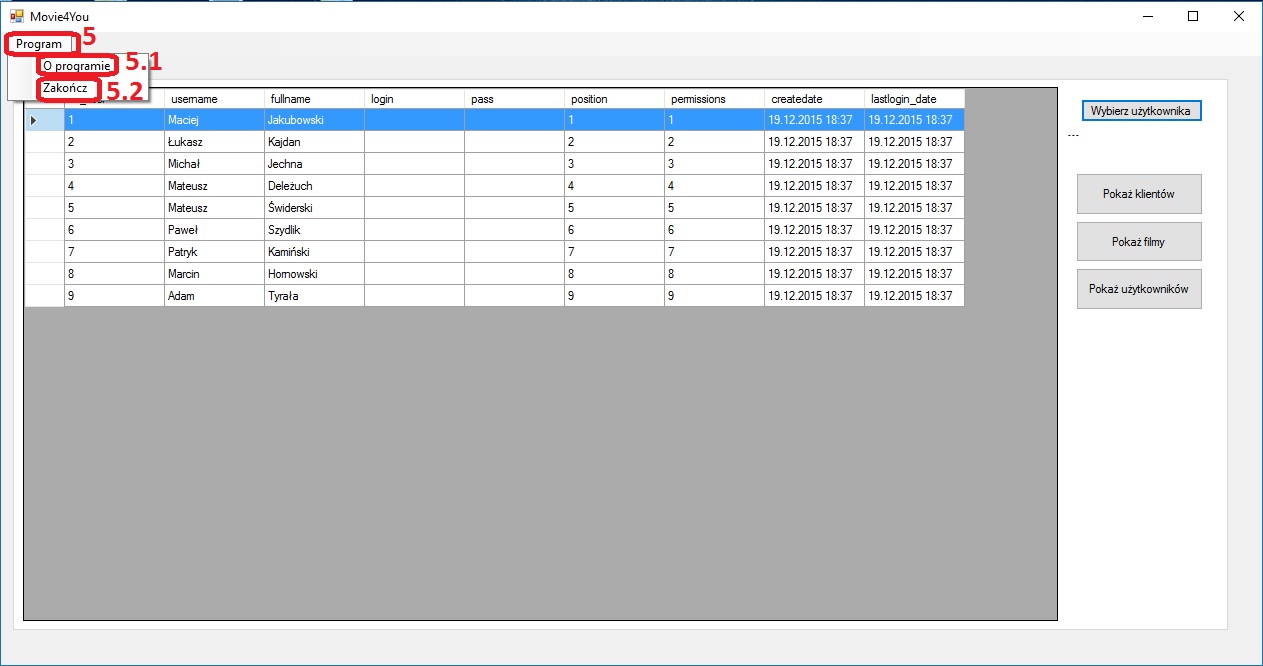 Movie4You
Program 5
O programie 5.1
Zakończ 5.2
username fullname login pass position permissions createdate lastlogin_date
1 Maciej Jakubowski 1 1 19.12.2015 18:37 19.12.2015 18:37
2 Łukasz Kajdan 2 2 19.12.2015 18:37 19.12.2015 18:37
3 Michał Jechna 3 3 19.12.2015 18:37 19.12.2015 18:37
4 Mateusz Deleżuch 4 4 19.12.2015 18:37 19.12.2015 18:37
5 Mateusz Świderski 5 5 19.12.2015 18:37 19.12.2015 18:37
6 Paweł Szydlik 6 6 19.12.2015 18:37 19.12.2015 18:37
7 Patryk Kamiński 7 7 19.12.2015 18:37 19.12.2015 18:37
8 Marcin Hornowski 8 8 19.12.2015 18:37 19.12.2015 18:37
9 Adam Tyrała 9 9 19.12.2015 18:37 19.12.2015 18:37
Wybierz użytkownika
---
Pokaż klientów
Pokaż filmy
Pokaż użytkowników